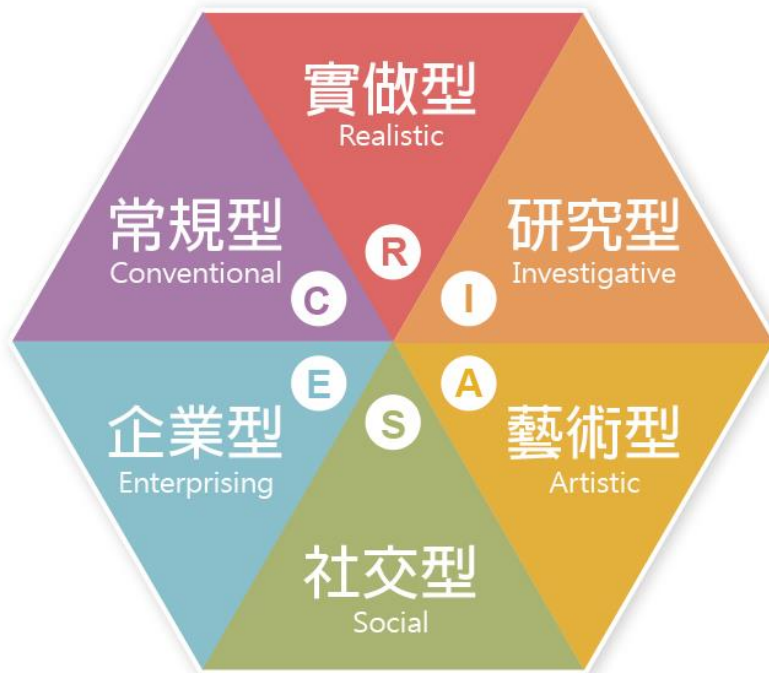 實做型
Realistic
R
研究型
Investigative
I
藝術型
Artistic
A
社交型
Social
S
企業型
Enterprising
E
常規型
Conventional
C